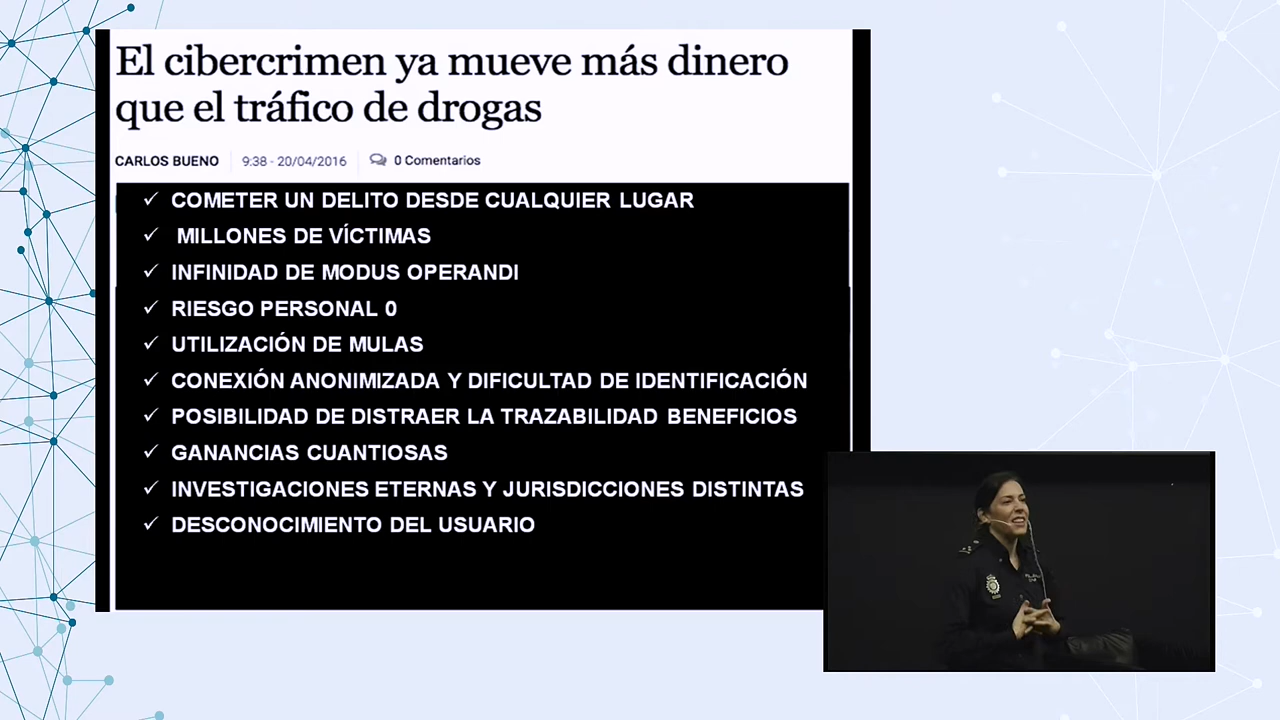 El cibercrimen ya mueve más dinero
que el tráfico de drogas
CARLOS BUENO 9:38 - 20/04/2016 0 Comentarios
✓ COMETER UN DELITO DESDE CUALQUIER LUGAR
✓ MILLONES DE VÍCTIMAS
✓ INFINIDAD DE MODUS OPERANDI
✓ RIESGO PERSONAL 0
✓ UTILIZACIÓN DE MULAS
✓ CONEXIÓN ANONIMIZADA Y DIFICULTAD DE IDENTIFICACIÓN
✓ POSIBILIDAD DE DISTRAER LA TRAZABILIDAD BENEFICIOS
✓ GANANCIAS CUANTIOSAS
✓ INVESTIGACIONES ETERNAS Y JURISDICCIONES DISTINTAS
✓ DESCONOCIMIENTO DEL USUARIO